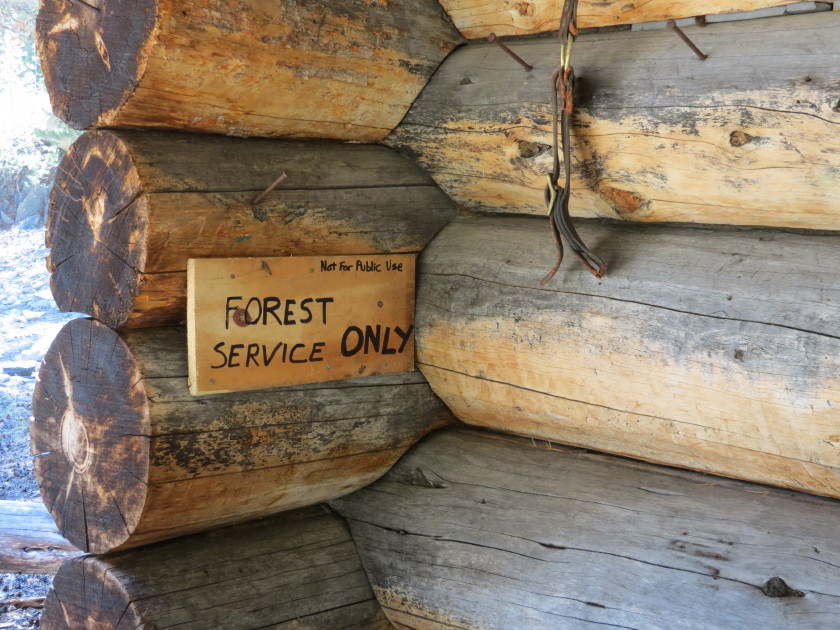 Not For Public Use
FOREST
SERVICE ONLY